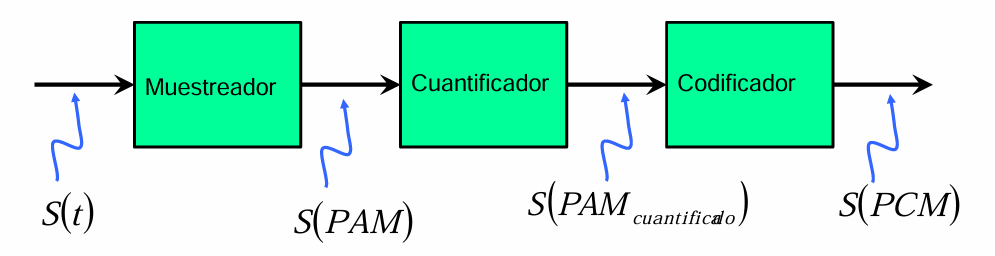 Muestreador
Cuantificador
Codificador
S(t)
S(PAM)
S(PAM cuantificado)
S(PCM)